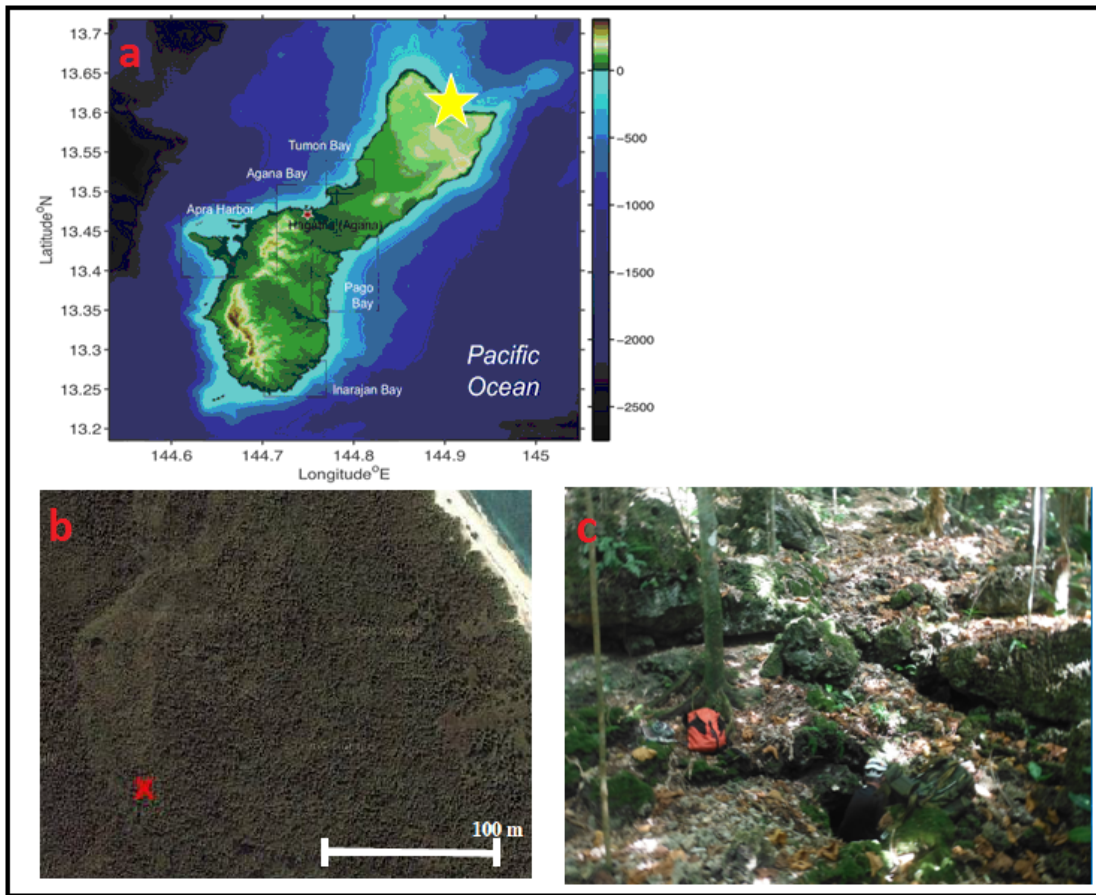 a
13.7
13.65
13.6
13.55
13.5
13.45
13.4
13.35
13.3
13.25
13.2
Latitude°N
Tumon Bay
Agana Bay
Apra Harbor
Hagatna (Agana)
Pago
Bay
Inarajan Bay
Pacific
Ocean
144.6 144.7 144.8 144.9 145
Longitude°E
0
−500
−1000
−1500
−2000
−2500
b
x
100 m
c